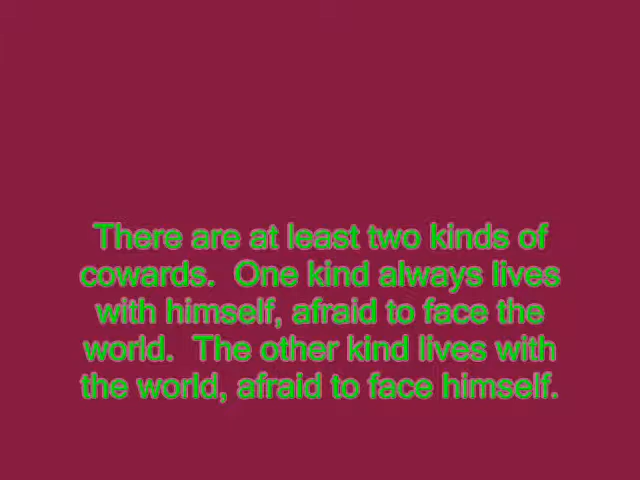 There are at least two kinds of
cowards.  One kind always lives
with himself, afraid to face the
world.  The other kind lives with
the world, afraid to face himself.